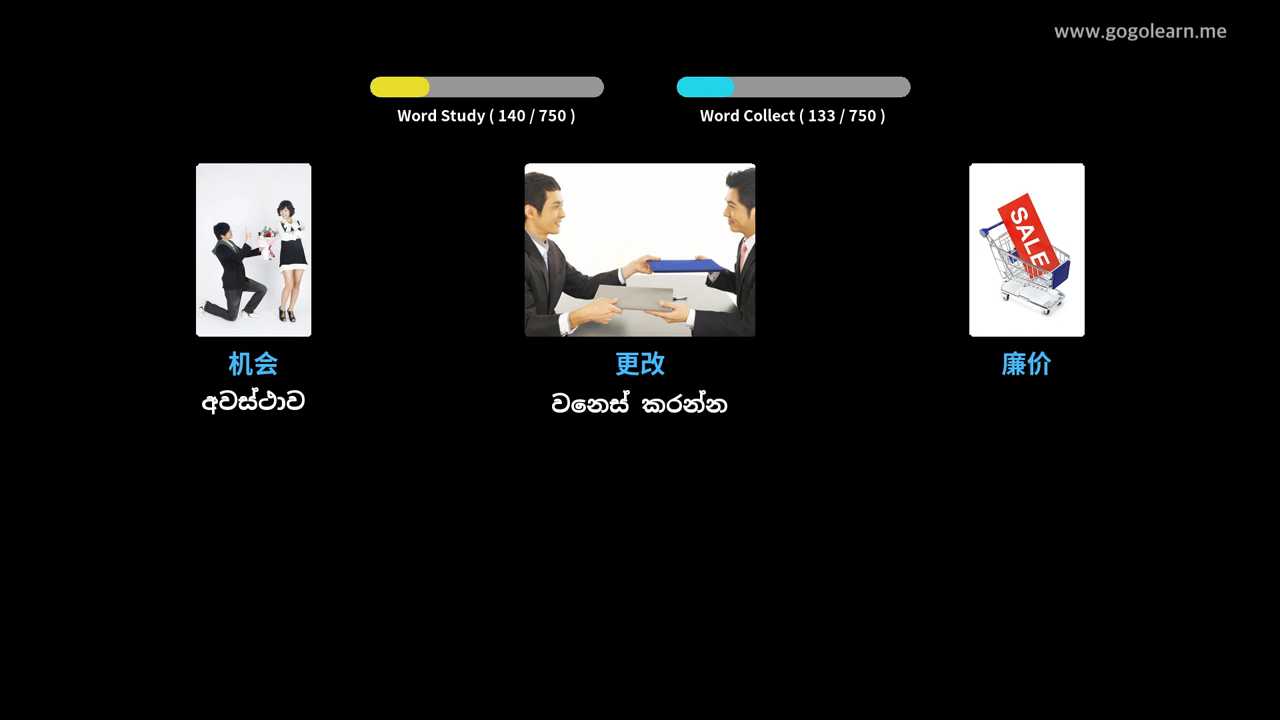 www.gogolearn.me
Word Study ( 140 / 750 )
Word Collect ( 133 / 750 )
SALE
机会
更改
廉价
අවස්ථාව
වනෙස් කරන්න